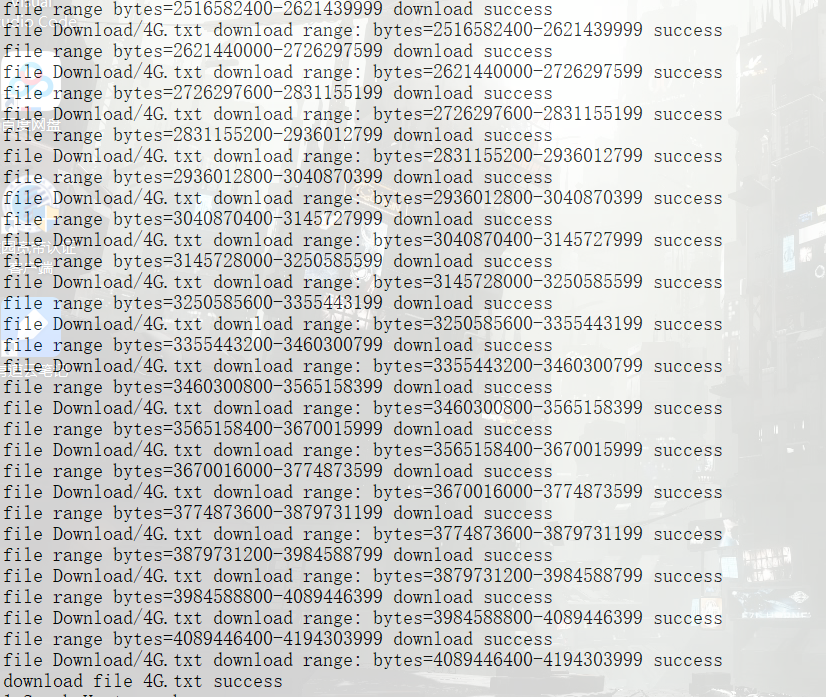 file range bytes=2516582400-2621439999 download success
file Download/4G.txt download range: bytes=2516582400-2621439999 success
file range bytes=2621440000-2726297599 download success
file Download/4G.txt download range: bytes=2621440000-2726297599 success
file range bytes=2726297600-2831155199 download success
file Download/4G.txt download range: bytes=2726297600-2831155199 success
file range bytes=2831155200-2936012799 download success
file Download/4G.txt download range: bytes=2831155200-2936012799 success
file range bytes=2936012800-3040870399 download success
file Download/4G.txt download range: bytes=2936012800-3040870399 success
file range bytes=3040870400-3145727999 download success
file Download/4G.txt download range: bytes=3040870400-3145727999 success
file range bytes=3145728000-3250585599 download success
file Download/4G.txt download range: bytes=3145728000-3250585599 success
file range bytes=3250585600-3355443199 download success
file Download/4G.txt download range: bytes=3250585600-3355443199 success
file range bytes=3355443200-3460300799 download success
file Download/4G.txt download range: bytes=3355443200-3460300799 success
file range bytes=3460300800-3565158399 download success
file Download/4G.txt download range: bytes=3460300800-3565158399 success
file range bytes=3565158400-3670015999 download success
file Download/4G.txt download range: bytes=3565158400-3670015999 success
file range bytes=3670016000-3774873599 download success
file Download/4G.txt download range: bytes=3670016000-3774873599 success
file range bytes=3774873600-3879731199 download success
file Download/4G.txt download range: bytes=3774873600-3879731199 success
file range bytes=3879731200-3984588799 download success
file Download/4G.txt download range: bytes=3879731200-3984588799 success
file range bytes=3984588800-4089446399 download success
file Download/4G.txt download range: bytes=3984588800-4089446399 success
file range bytes=4089446400-4194303999 download success
file Download/4G.txt download range: bytes=4089446400-4194303999 success
download file 4G.txt success